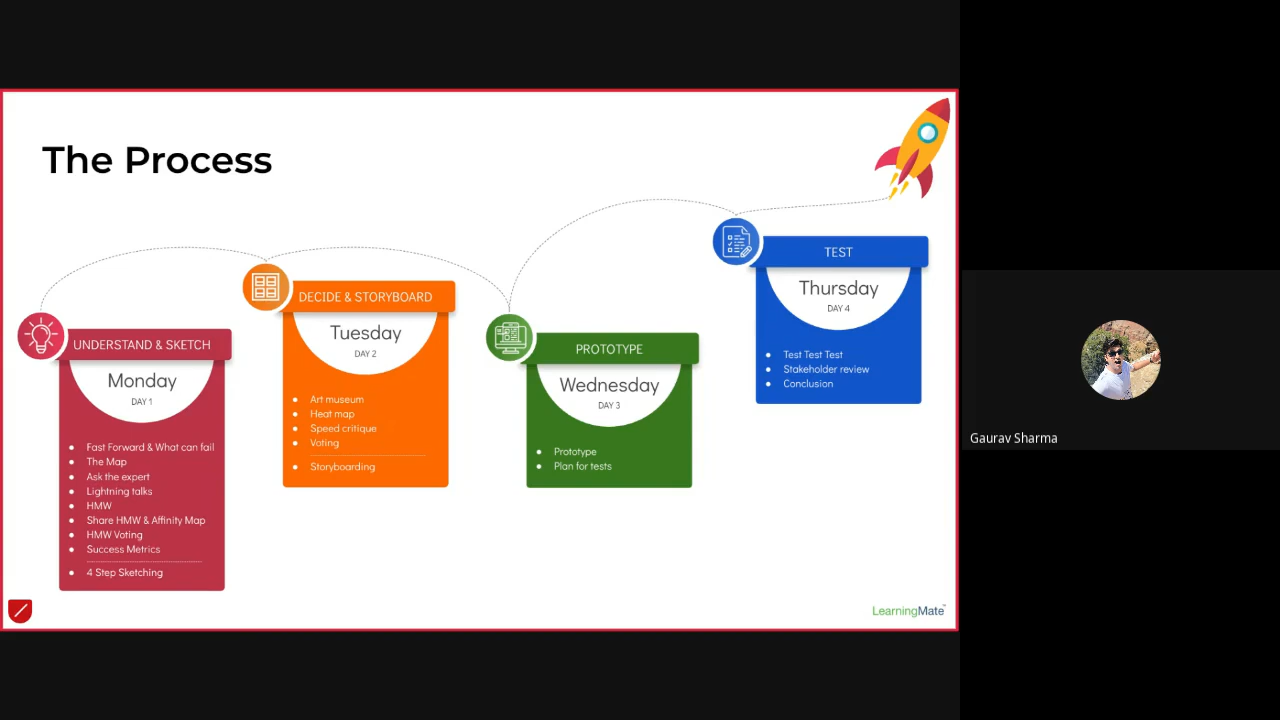 The Process
UNDERSTAND & SKETCH
Monday
DAY 1
Fast Forward & What can fail
The Map
Ask the expert
Lightning talks
HMW
Share HMW & Affinity Map
HMW Voting
Success Metrics
4 Step Sketching
DECIDE & STORYBOARD
Tuesday
DAY 2
Art museum
Heat map
Speed critique
Voting
Storyboarding
PROTOTYPE
Wednesday
DAY 3
Prototype
Plan for tests
TEST
Thursday
DAY 4
Test Test Test
Stakeholder review
Conclusion
LearningMate™
Gaurav Sharma